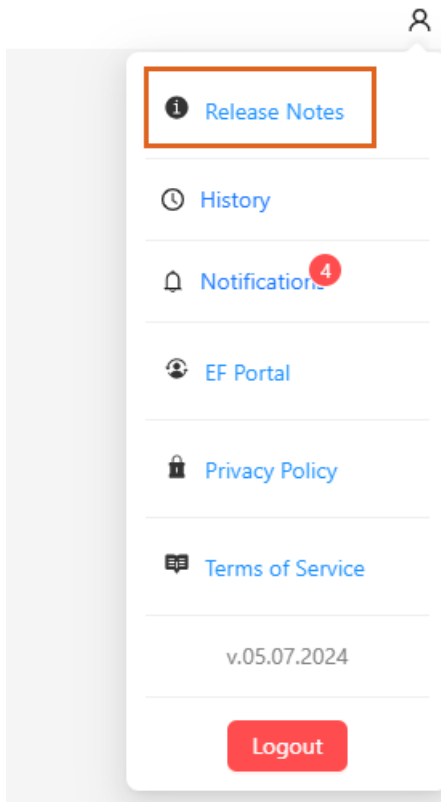 Release Notes
History
Notifications 4
EF Portal
Privacy Policy
Terms of Service
v.05.07.2024
Logout